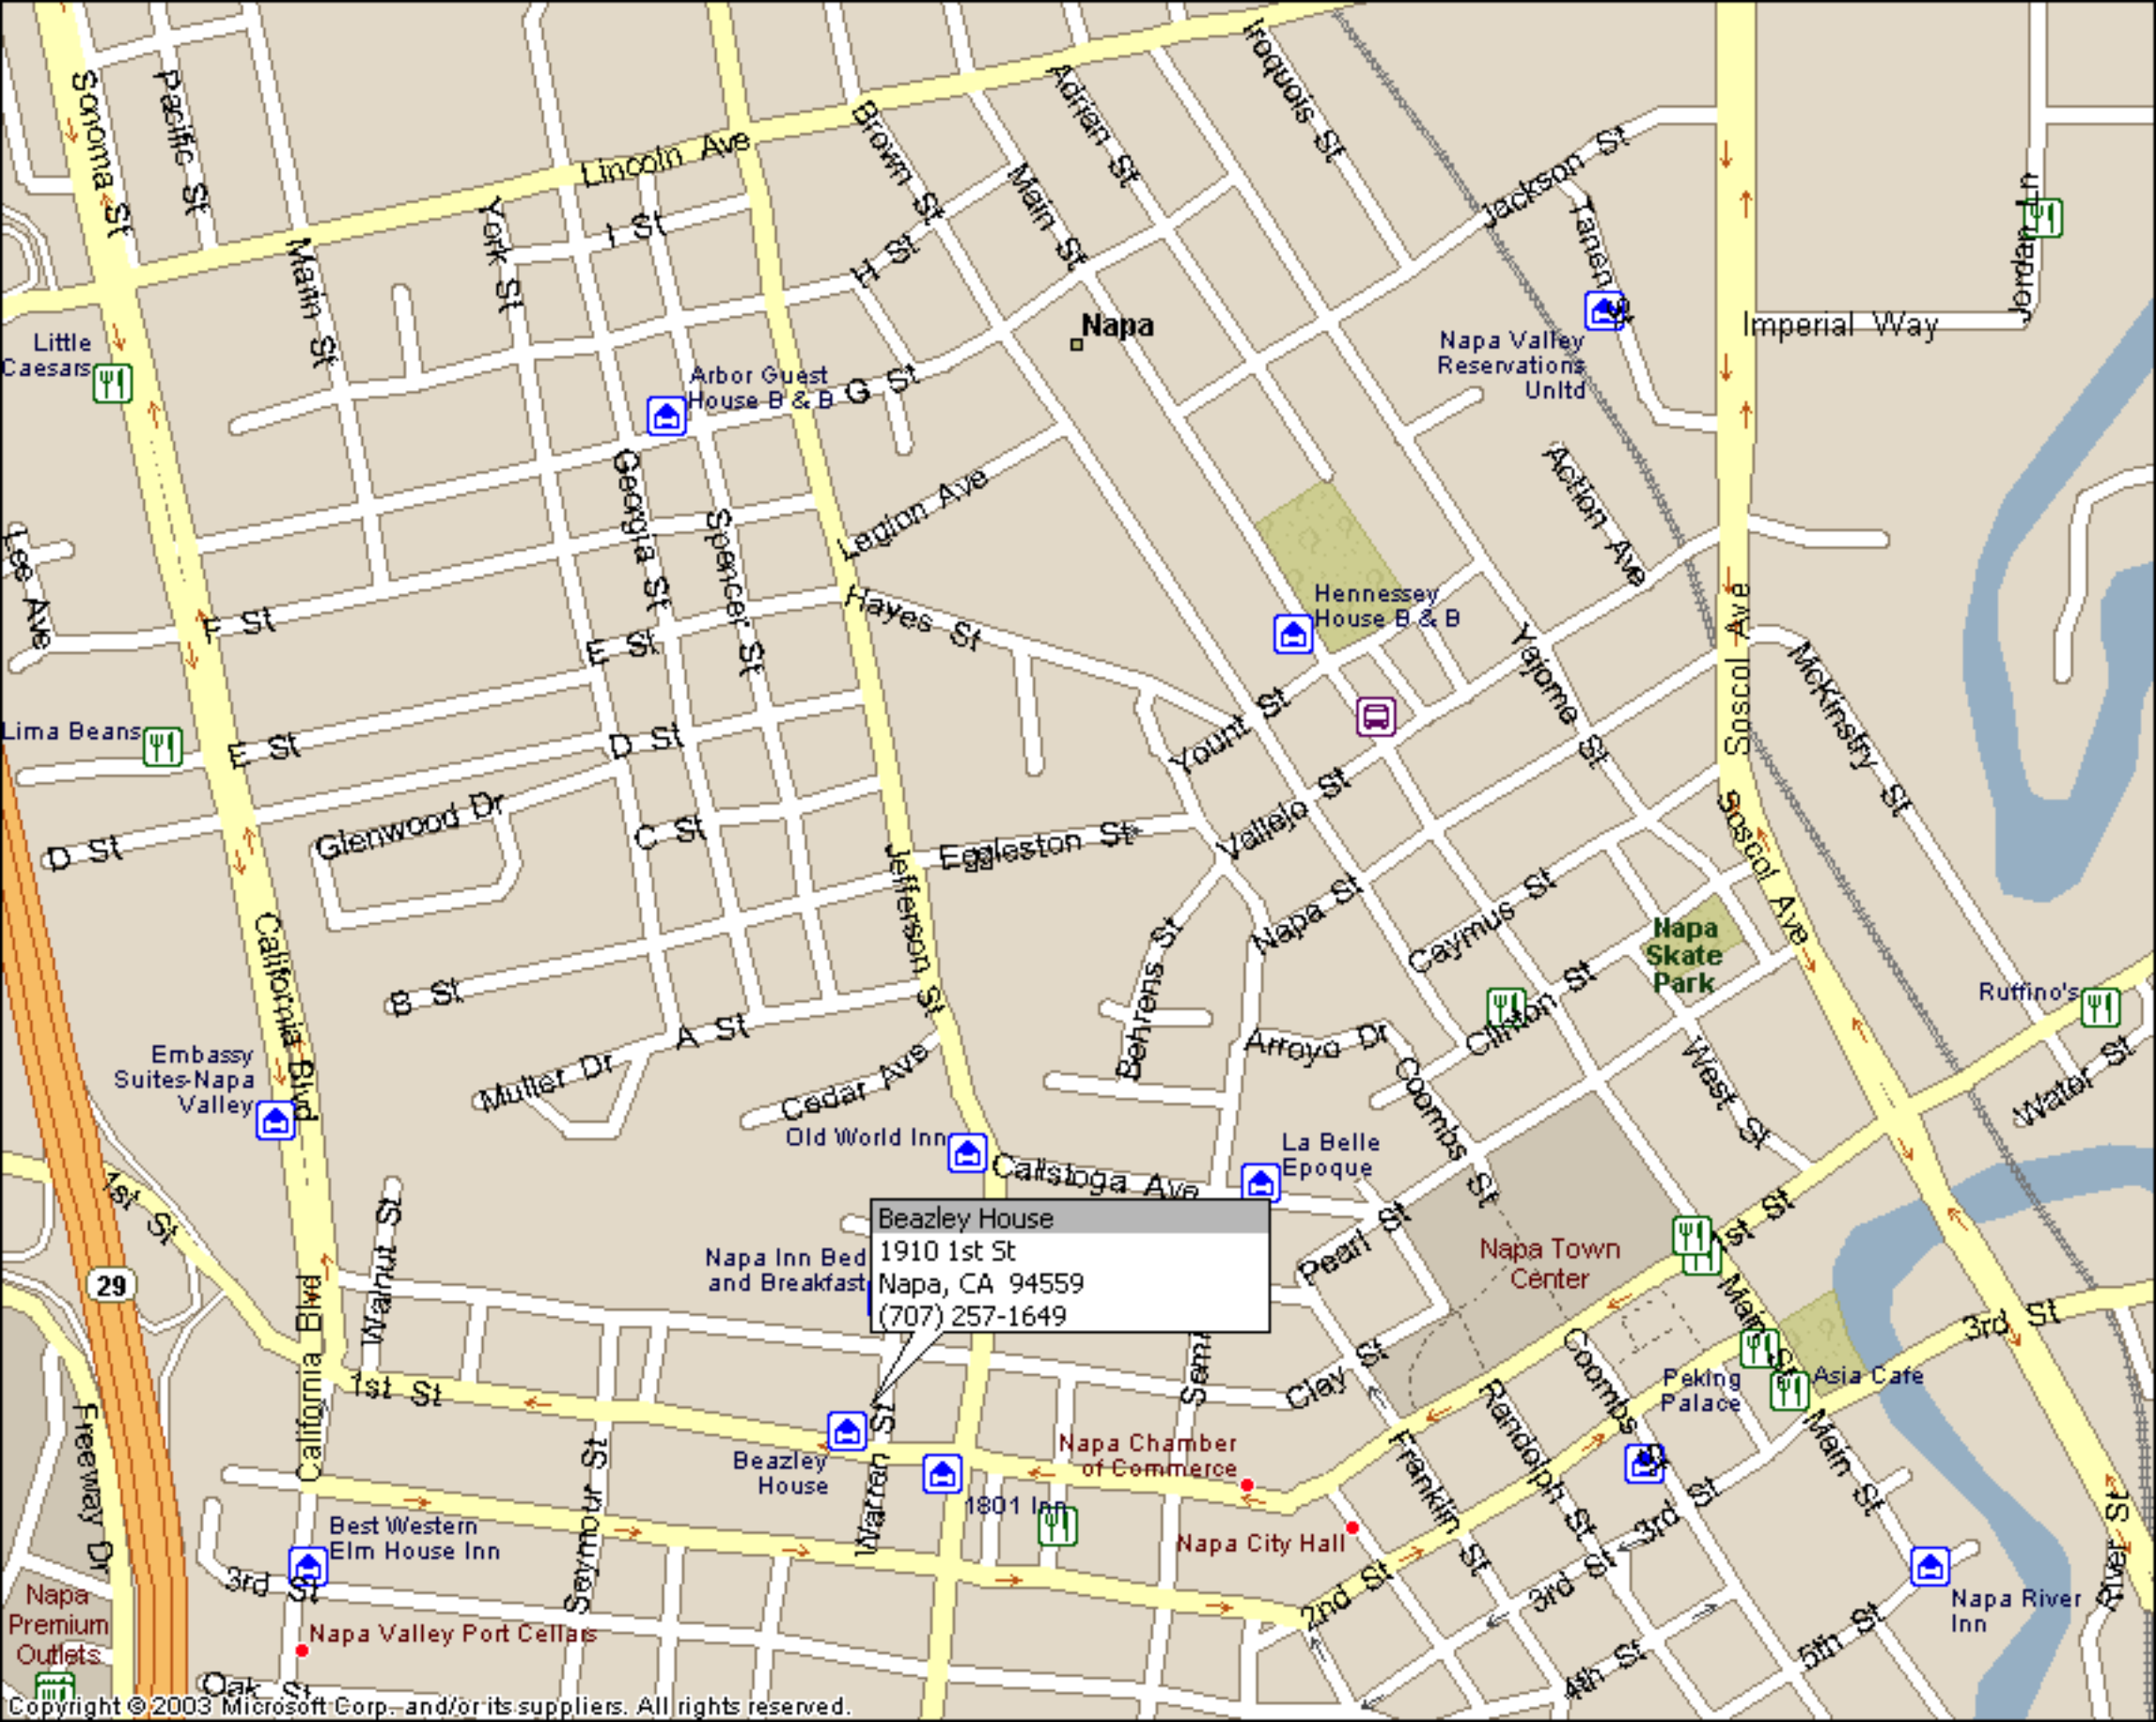 Sonoma St
Pacific St
Marin St
York St
Lincoln Ave
I St
Brown St
Main St
Adrian St
Iroquois St
Jackson St
Tanen St
Jordan Ln
Imperial Way
H St
Napa
Napa Valley
Reservations
Unltd
Little
Caesars
Arbor Guest
House B & B
G St
Legion Ave
Georgia St
Spencer St
Action Ave
Lee Ave
F St
E St
Hayes St
Hennessey
House B & B
Yajome St
Soscol Ave
McKinstry St
Lima Beans
E St
D St
Yount St
Vallejo St
Glenwood Dr
D St
C St
Eggleston St
Jefferson St
Soscol Ave
Napa St
Caymus St
Behrens St
California Blvd
B St
A St
Clinton St
Napa
Skate
Park
Ruffino's
Water St
West St
Arroyo Dr
Coombs St
Muller Dr
Cedar Ave
Embassy
Suites-Napa
Valley
Old World Inn
Calistoga Ave
La Belle
Epoque
1st St
Walnut St
29
Napa Inn Bed
and Breakfast
Beazley House
1910 1st St
Napa, CA 94559
(707) 257-1649
Pearl St
Napa Town
Center
1st St
Main St
3rd St
California Blvd
1st St
Clay St
Coombs St
Peking
Palace
Asia Cafe
Freeway Dr
Beazley
House
Warren St
1801 Inn
Napa Chamber
of Commerce
Franklin St
Randolph St
Main St
Seymour St
Best Western
Elm House Inn
3rd St
Napa City Hall
2nd St
3rd St
3rd St
4th St
5th St
Napa River
Inn
River St
Napa
Premium
Outlets
Napa Valley Port Cellars
Oak St
Copyright © 2003 Microsoft Corp. and/or its suppliers. All rights reserved.